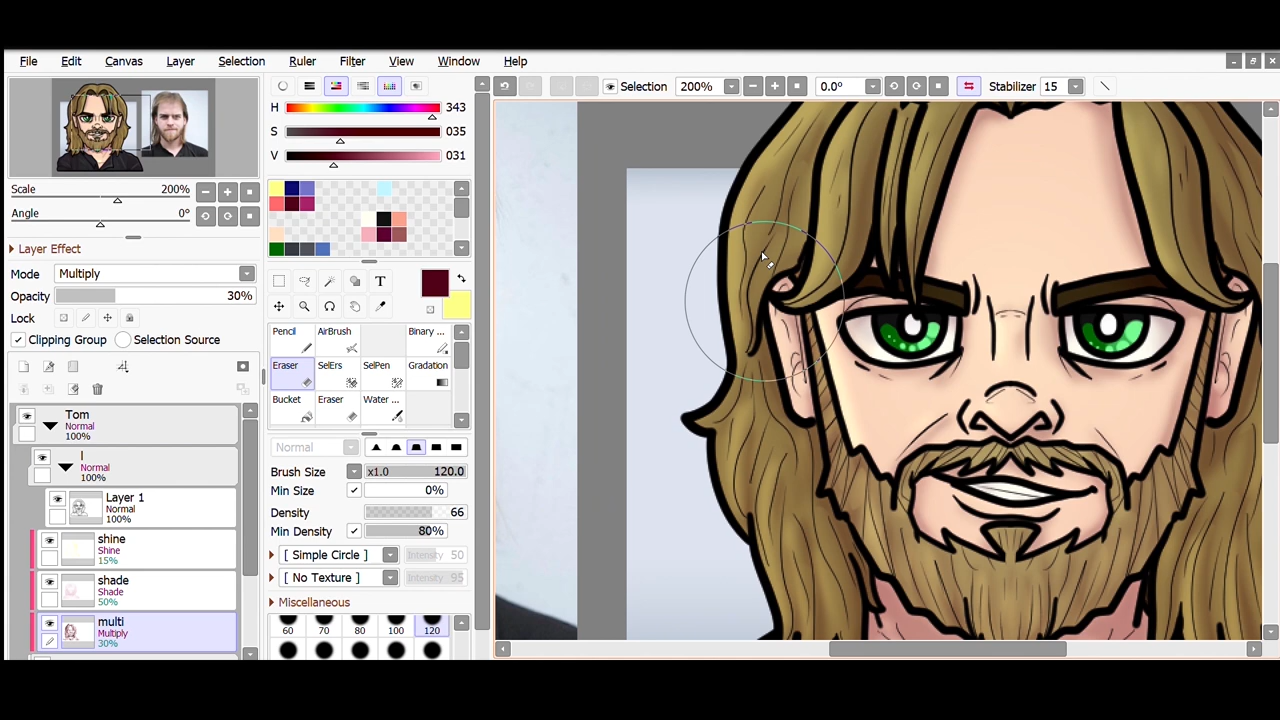 File Edit Canvas Layer Selection Ruler Filter View Window Help
Selection 200% 0.0° Stabilizer 15
Scale 200%
Angle 0°
Layer Effect
Mode Multiply
Opacity 30%
Lock
Clipping Group Selection Source
Tom
Normal
100%
l
Normal
100%
Layer 1
Normal
100%
shine
Shine
15%
shade
Shade
50%
multi
Multiply
30%
H 343
S 035
V 031
T
Pencil AirBrush Binary ...
Eraser SelErs SelPen Gradation
Bucket Eraser Water ...
Normal
Brush Size x1.0 120.0
Min Size 0%
Density 66
Min Density 80%
[ Simple Circle ] Intensity 50
[ No Texture ] Intensity 95
Miscellaneous
60 70 80 100 120